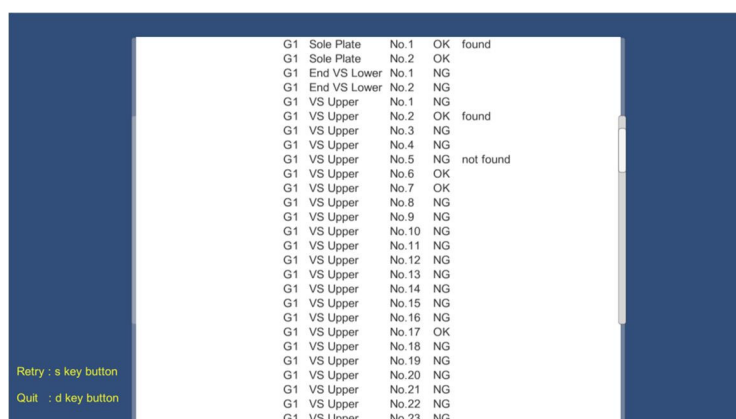 G1 Sole Plate No.1 OK found
G1 Sole Plate No.2 OK
G1 End VS Lower No.1 NG
G1 End VS Lower No.2 NG
G1 VS Upper No.1 NG
G1 VS Upper No.2 OK found
G1 VS Upper No.3 NG
G1 VS Upper No.4 NG
G1 VS Upper No.5 NG not found
G1 VS Upper No.6 OK
G1 VS Upper No.7 OK
G1 VS Upper No.8 NG
G1 VS Upper No.9 NG
G1 VS Upper No.10 NG
G1 VS Upper No.11 NG
G1 VS Upper No.12 NG
G1 VS Upper No.13 NG
G1 VS Upper No.14 NG
G1 VS Upper No.15 NG
G1 VS Upper No.16 NG
G1 VS Upper No.17 OK
G1 VS Upper No.18 NG
G1 VS Upper No.19 NG
G1 VS Upper No.20 NG
G1 VS Upper No.21 NG
G1 VS Upper No.22 NG
G1 VS Upper No.23 NG
Retry : s key button
Quit : d key button